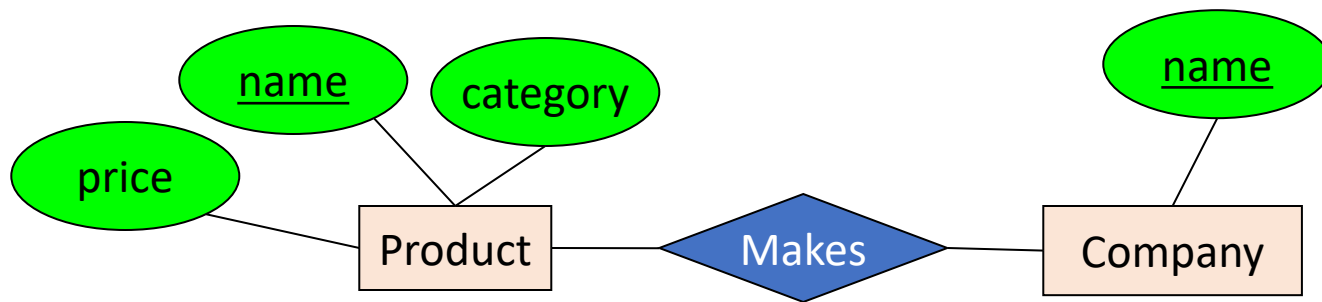 name
category
name
price
Product
Makes
Company